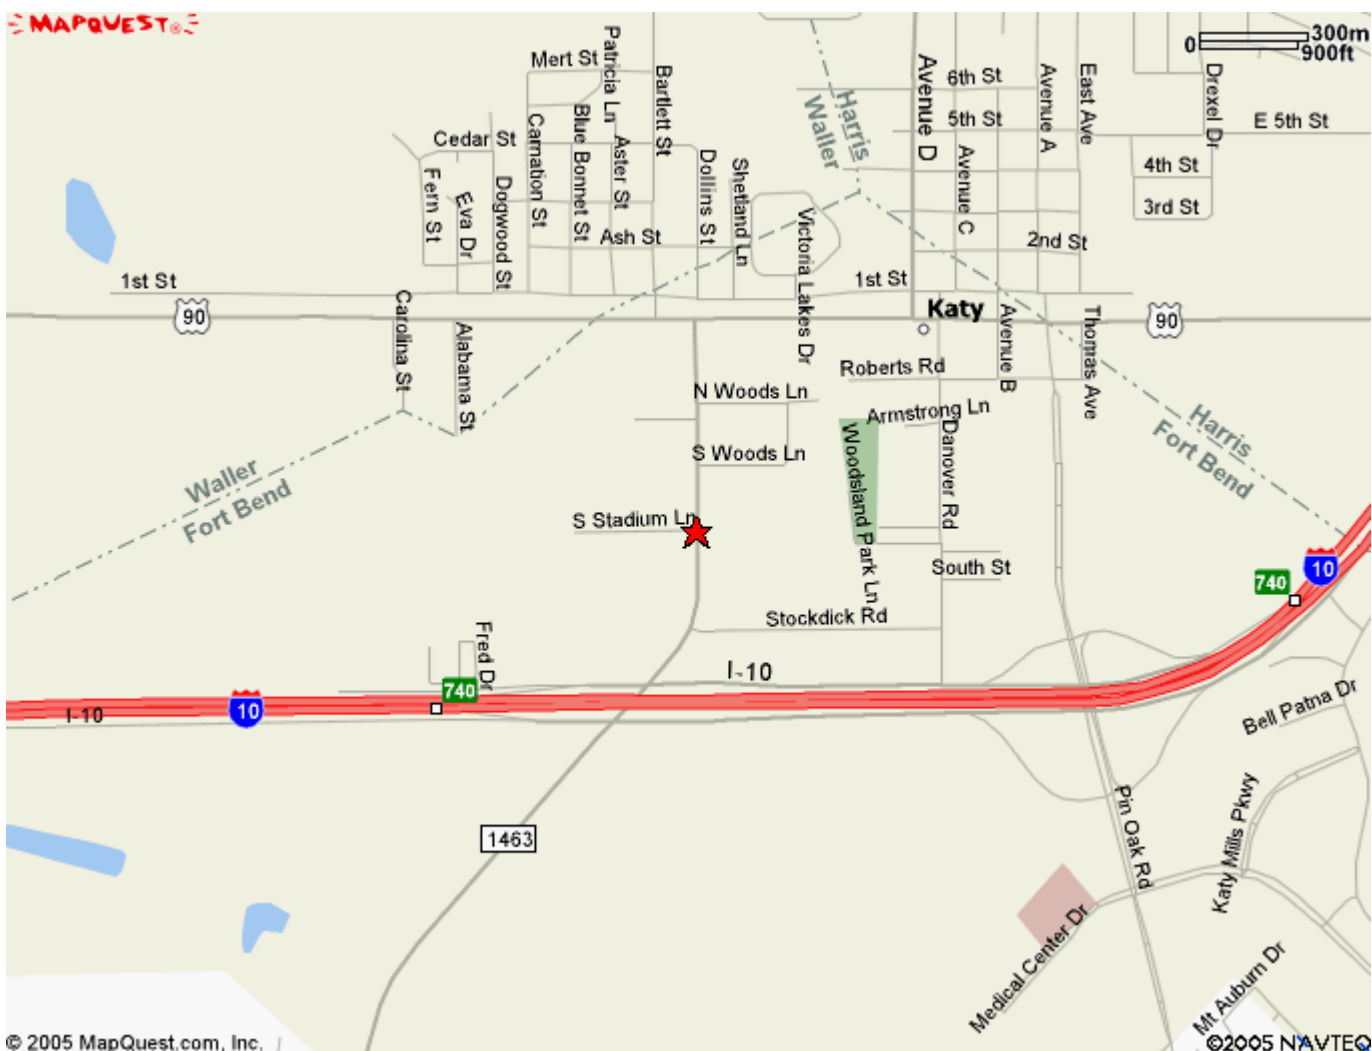 MAPQUEST®
0 300m
900ft
Mert St
Patricia Ln
Bartlett St
Avenue D
6th St
Avenue A
East Ave
Drexel Dr
Harris
Waller
5th St
E 5th St
Cedar St
Carnation St
Blue Bonnet St
Aster St
Dollins St
Shetland Ln
Avenue C
4th St
3rd St
Fern St
Eva Dr
Dogwood St
Ash St
Victoria Lakes Dr
2nd St
1st St
1st St
90
Katy
90
Carolina St
Alabama St
Avenue B
Thomas Ave
Roberts Rd
N Woods Ln
Armstrong Ln
Harris
Fort Bend
S Woods Ln
Woodsland Park Ln
Danover Rd
Waller
Fort Bend
S Stadium Ln
South St
740
10
Stockdick Rd
Fred Dr
I-10
740
10
I-10
Bell Patna Dr
Pin Oak Rd
Katy Mills Pkwy
1463
Medical Center Dr
Mt Auburn Dr
© 2005 MapQuest.com, Inc.
©2005 NAVTEQ